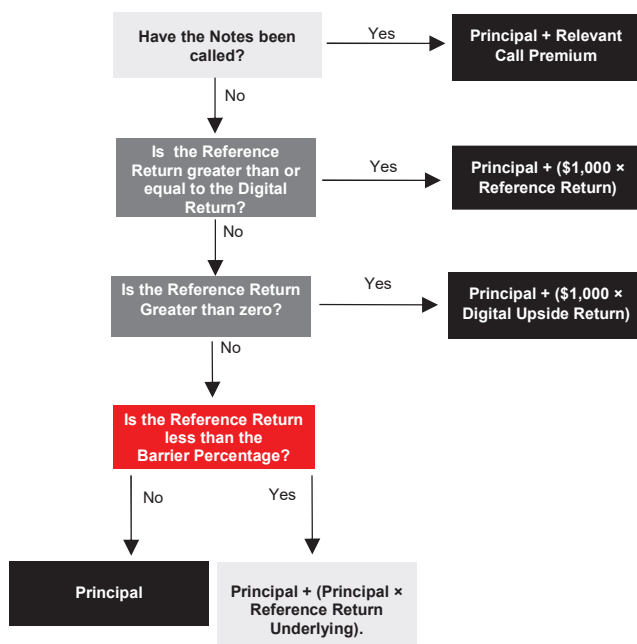 Have the Notes been
called?
Yes
Principal + Relevant
Call Premium
No
Is the Reference
Return greater than or
equal to the Digital
Return?
Yes
Principal + ($1,000 ×
Reference Return)
No
Is the Reference Return
Greater than zero?
Yes
Principal + ($1,000 ×
Digital Upside Return)
No
Is the Reference Return
less than the
Barrier Percentage?
No
Yes
Principal
Principal + (Principal ×
Reference Return
Underlying).